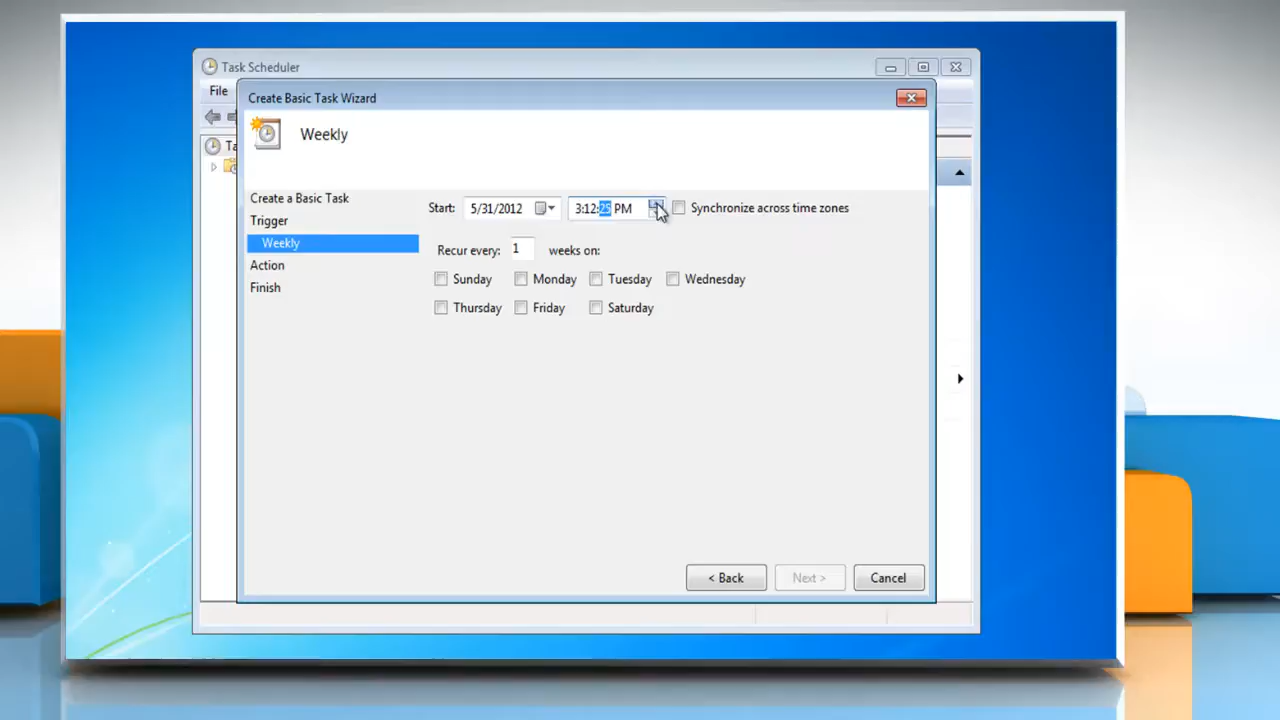 Task Scheduler
File
Create Basic Task Wizard
Weekly
Create a Basic Task
Trigger
Weekly
Action
Finish
Start: 5/31/2012 3:12:25 PM Synchronize across time zones
Recur every: 1 weeks on:
Sunday Monday Tuesday Wednesday
Thursday Friday Saturday
< Back Next > Cancel